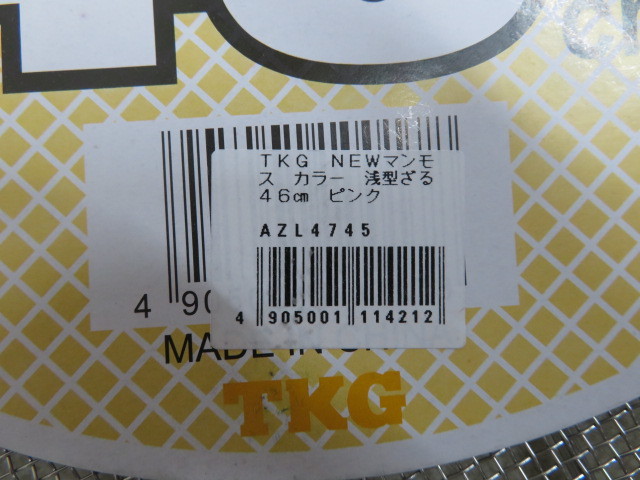 TKG NEWマンモ
ス カラー 浅型ざる
46㎝ ピンク
AZL4745
4 905001 114212
4 90
MADE IN
TKG